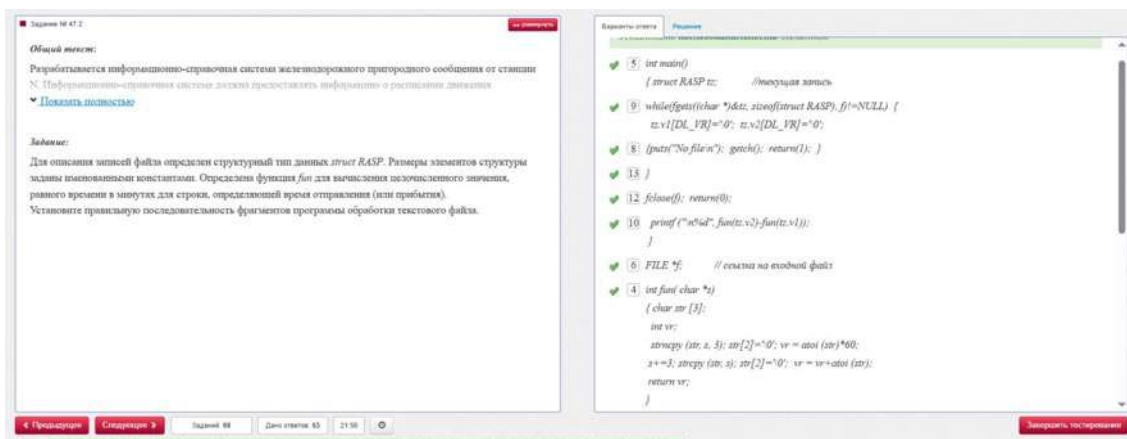 Задание № 47.2
Варианты ответа Решение
Общий текст:
Разрабатывается информационно-справочная система железнодорожного пригородного сообщения от станции
N. Информационно-справочная система должна предоставлять информацию о расписании движения
Показать полностью
Задание:
Для описания записей файла определен структурный тип данных struct RASP. Размеры элементов структуры
заданы именованными константами. Определена функция fun для вычисления целочисленного значения,
равного времени в минутах для строки, определяющей время отправления (или прибытия).
Установите правильную последовательность фрагментов программы обработки текстового файла.
5 int main()
{ struct RASP tz; //текущая запись
9 while(fgets((char *)&tz, sizeof(struct RASP), f)!=NULL) {
tz.v1[DL_VR]='\0'; tz.v2[DL_VR]='\0';
8 {puts("No file\n"); getch(); return(1); }
13 }
12 fclose(f); return(0);
10 printf ("\n%d", fun(tz.v2)-fun(tz.v1));
}
6 FILE *f; // ссылка на входной файл
4 int fun( char *s)
{ char str [3];
int vr;
strncpy (str, s, 3); str[2]='\0'; vr = atoi (str)*60;
s+=3; strcpy (str, s); str[2]='\0'; vr = vr+atoi (str);
return vr;
}
Предыдущее Следующее Заданий 68 Дано ответов 65 21:50 Завершить тестирование